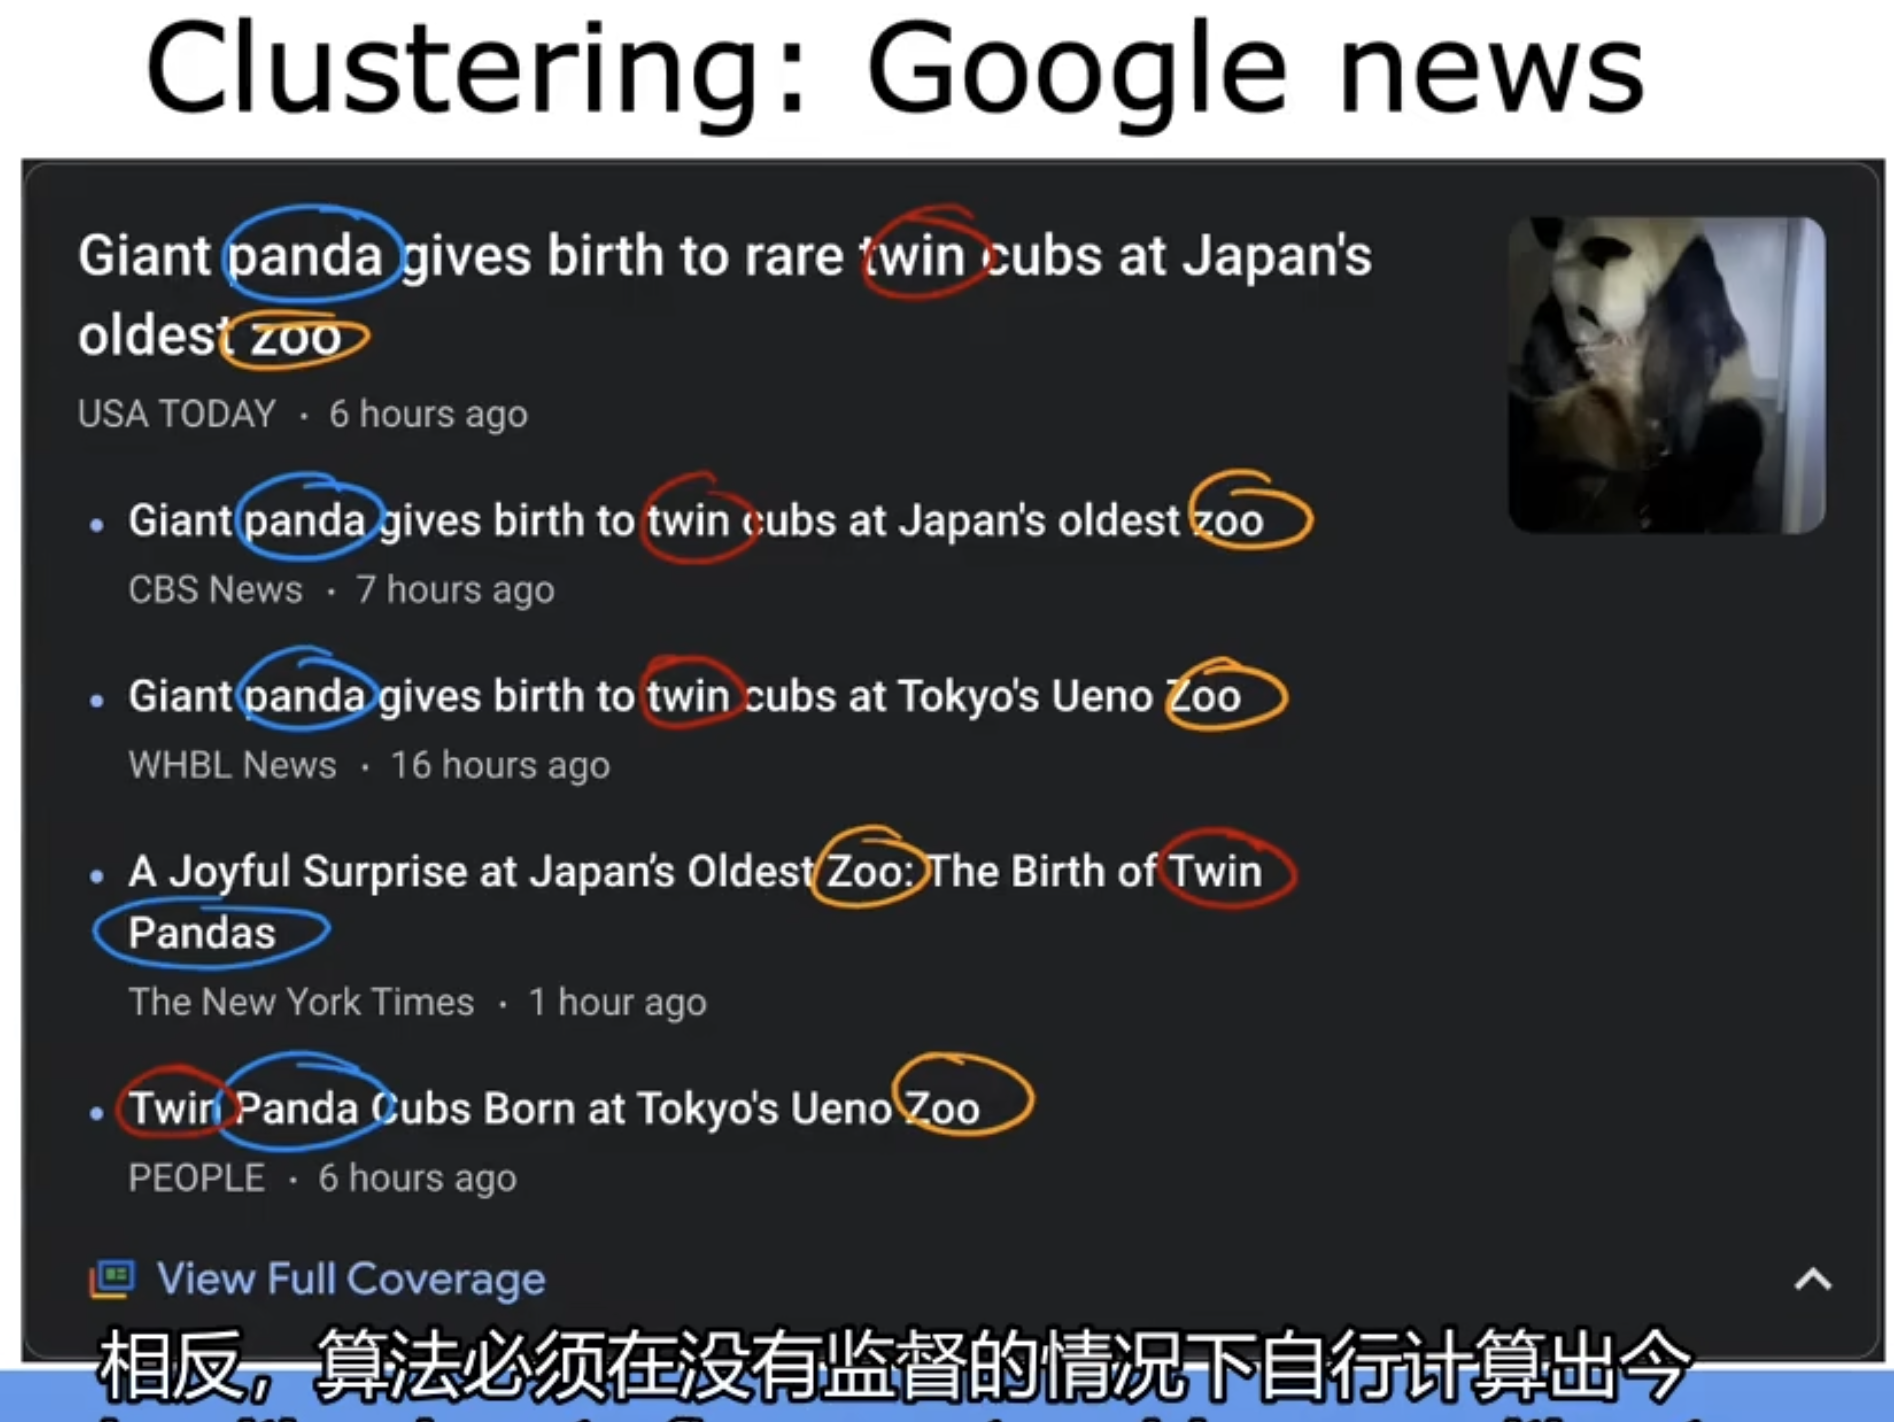 Clustering: Google news
Giant panda gives birth to rare twin cubs at Japan's
oldest zoo
USA TODAY · 6 hours ago
• Giant panda gives birth to twin cubs at Japan's oldest zoo
CBS News · 7 hours ago
• Giant panda gives birth to twin cubs at Tokyo's Ueno Zoo
WHBL News · 16 hours ago
• A Joyful Surprise at Japan’s Oldest Zoo: The Birth of Twin
Pandas
The New York Times · 1 hour ago
• Twin Panda Cubs Born at Tokyo's Ueno Zoo
PEOPLE · 6 hours ago
View Full Coverage
相反，算法必须在没有监督的情况下自行计算出今